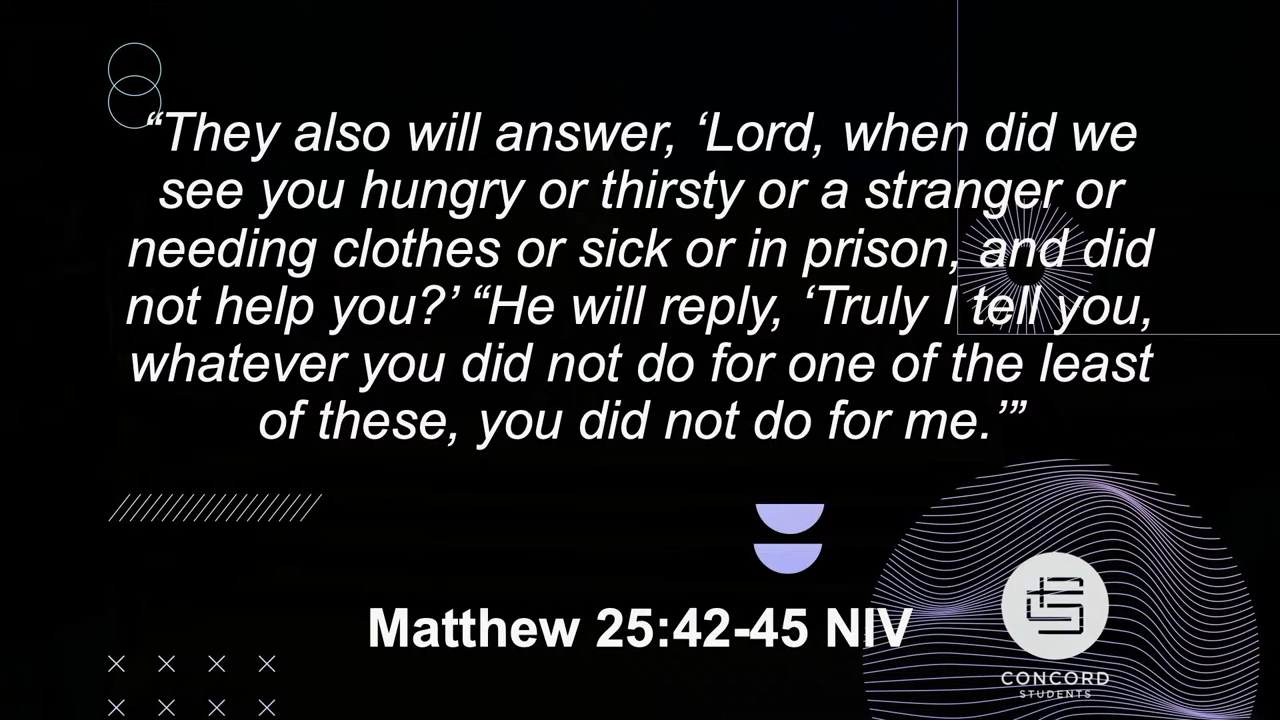 “They also will answer, ‘Lord, when did we
see you hungry or thirsty or a stranger or
needing clothes or sick or in prison, and did
not help you?’ “He will reply, ‘Truly I tell you,
whatever you did not do for one of the least
of these, you did not do for me.’”
Matthew 25:42-45 NIV
CONCORD
STUDENTS